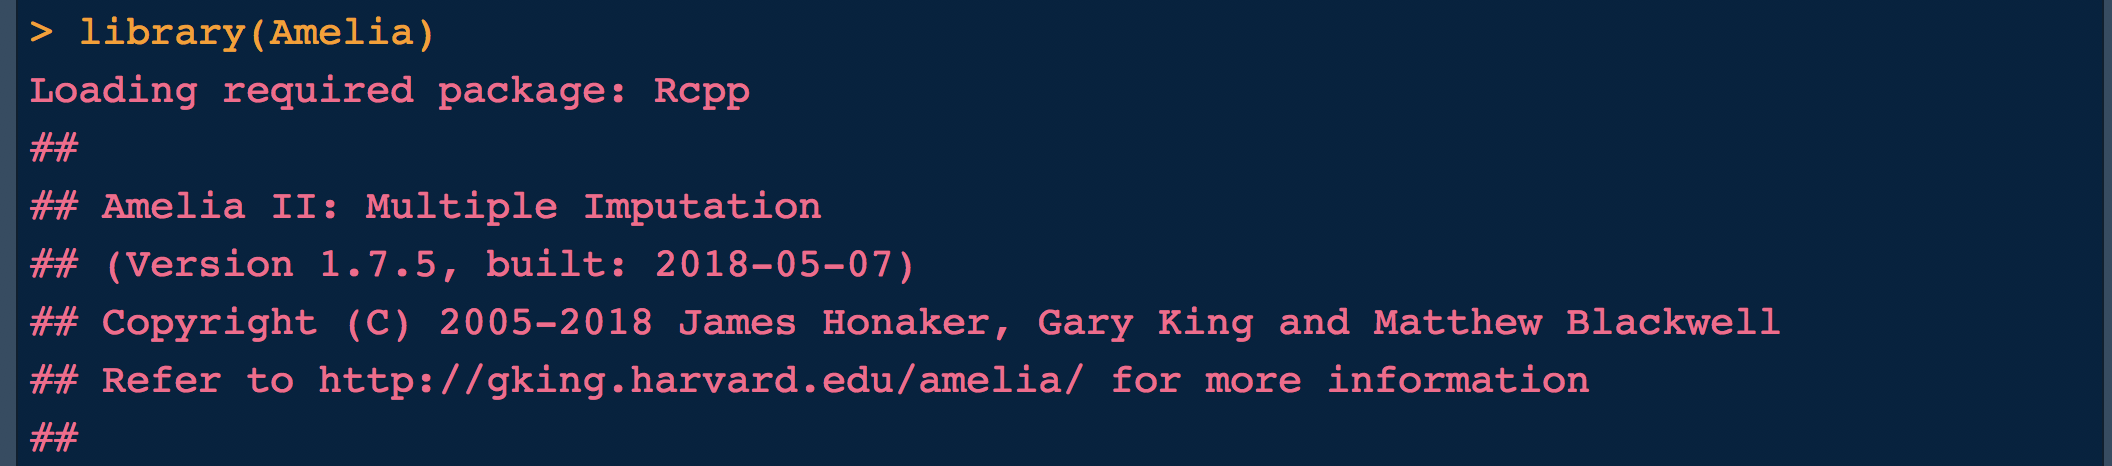 > library(Amelia)
Loading required package: Rcpp
##
## Amelia II: Multiple Imputation
## (Version 1.7.5, built: 2018-05-07)
## Copyright (C) 2005-2018 James Honaker, Gary King and Matthew Blackwell
## Refer to http://gking.harvard.edu/amelia/ for more information
##